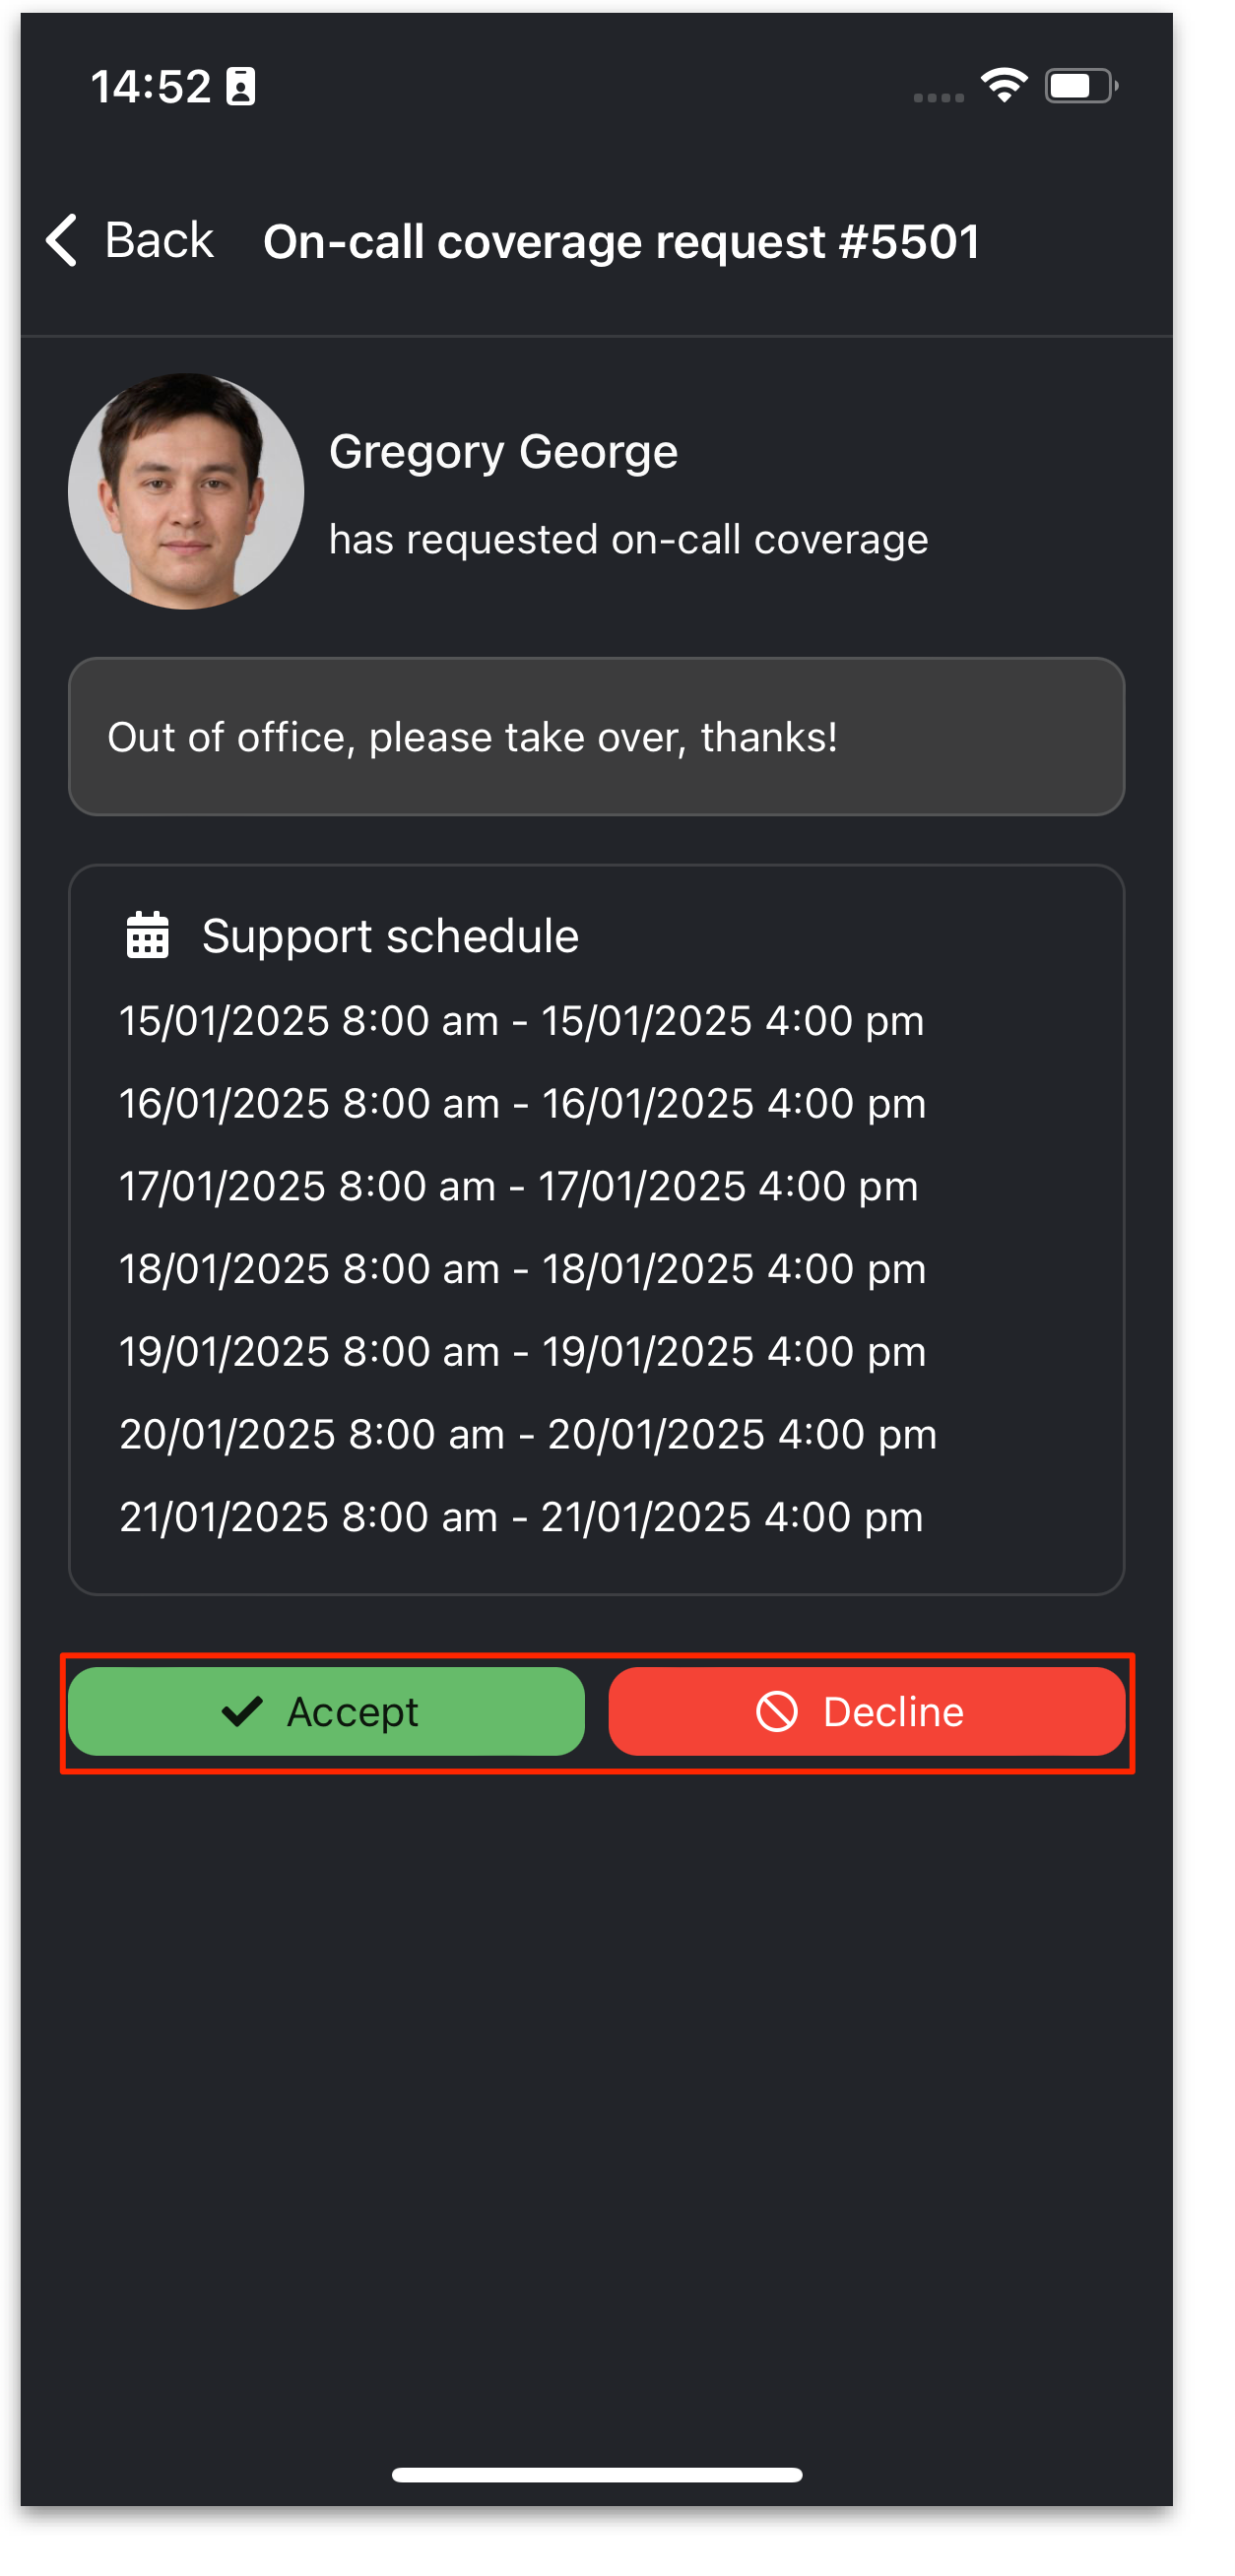 14:52
Back On-call coverage request #5501
Gregory George
has requested on-call coverage
Out of office, please take over, thanks!
Support schedule
15/01/2025 8:00 am - 15/01/2025 4:00 pm
16/01/2025 8:00 am - 16/01/2025 4:00 pm
17/01/2025 8:00 am - 17/01/2025 4:00 pm
18/01/2025 8:00 am - 18/01/2025 4:00 pm
19/01/2025 8:00 am - 19/01/2025 4:00 pm
20/01/2025 8:00 am - 20/01/2025 4:00 pm
21/01/2025 8:00 am - 21/01/2025 4:00 pm
Accept Decline